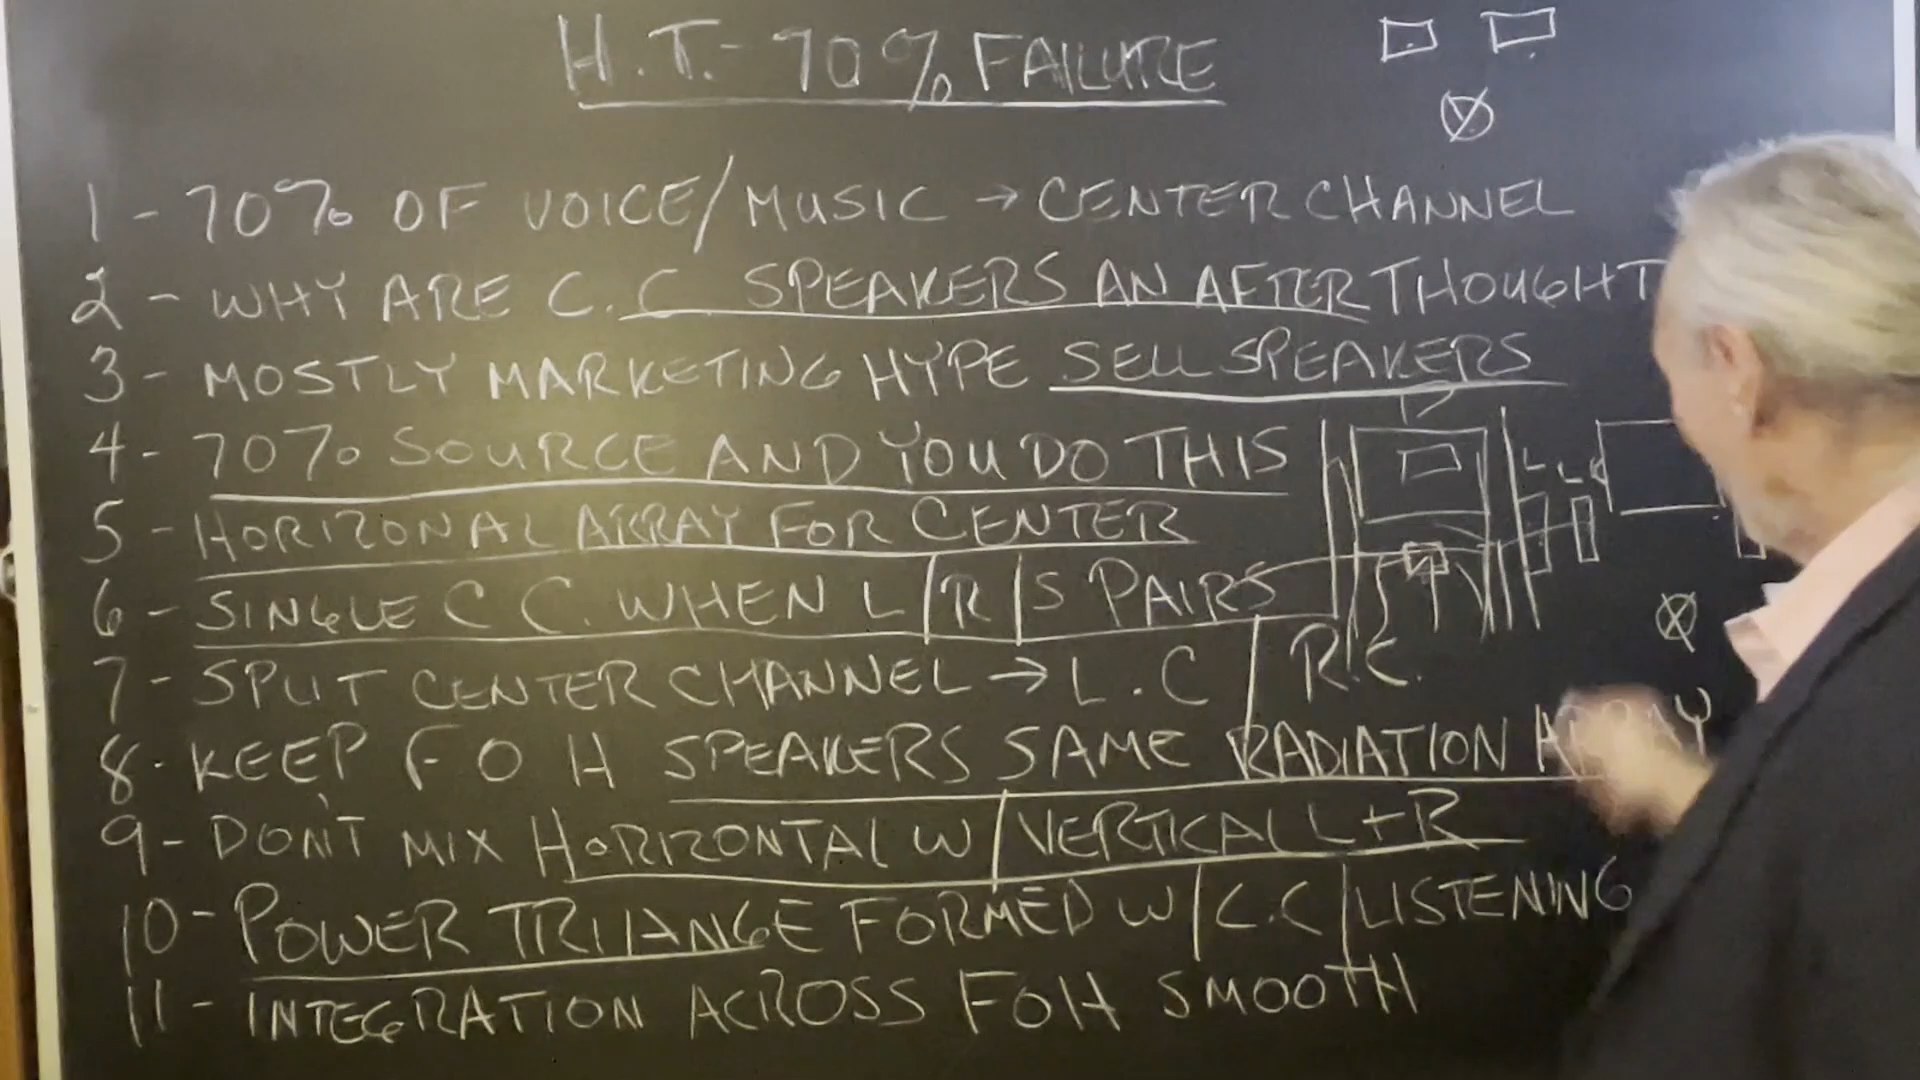 H.T. - 70% FAILURE
1 - 70% OF VOICE/MUSIC → CENTER CHANNEL
2 - WHY ARE C.C SPEAKERS AN AFTERTHOUGHT
3 - MOSTLY MARKETING HYPE SELL SPEAKERS
4 - 70% SOURCE AND YOU DO THIS
5 - HORIZONAL ARRAY FOR CENTER
6 - SINGLE C C. WHEN L/R/S PAIRS
7 - SPLIT CENTER CHANNEL → L.C / R.C.
8. KEEP F O H SPEAKERS SAME RADIATION ARRAY
9 - DON'T MIX HORIZONTAL W/VERTICAL L+R
10 - POWER TRIANGE FORMED W/C.C/LISTENING
11 - INTEGRATION ACROSS FOH SMOOTH